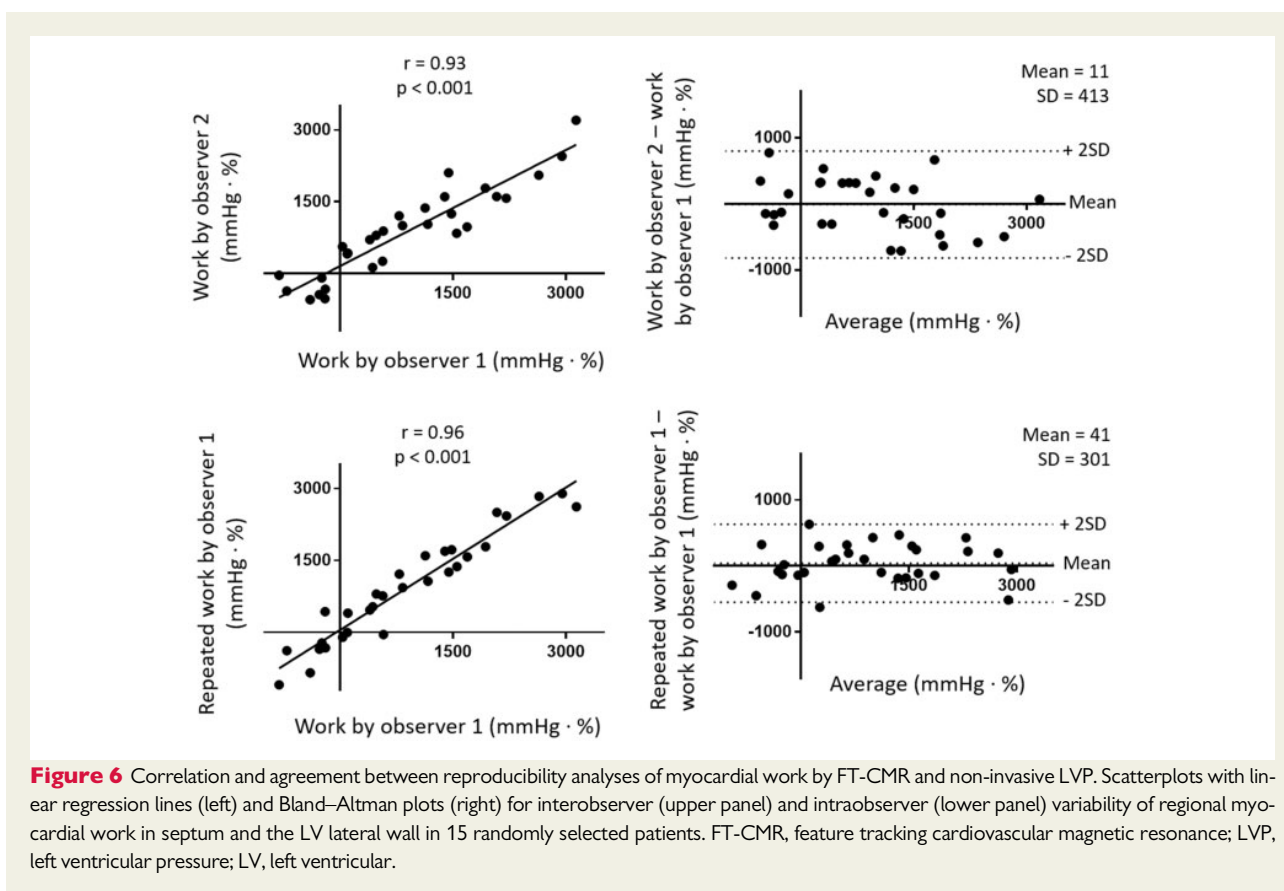 r = 0.93
p < 0.001
Work by observer 2
(mmHg · %)
3000
1500
1500
3000
Work by observer 1 (mmHg · %)
Mean = 11
SD = 413
Work by observer 2 – work
by observer 1 (mmHg · %)
1000
+ 2SD
Mean
1500
3000
- 2SD
-1000
Average (mmHg · %)
r = 0.96
p < 0.001
Repeated work by observer 1
(mmHg · %)
3000
1500
1500
3000
Work by observer 1 (mmHg · %)
Mean = 41
SD = 301
Repeated work by observer 1 –
work by observer 1 (mmHg · %)
1000
+ 2SD
Mean
1500
3000
- 2SD
-1000
Average (mmHg · %)
Figure 6 Correlation and agreement between reproducibility analyses of myocardial work by FT-CMR and non-invasive LVP. Scatterplots with lin-
ear regression lines (left) and Bland–Altman plots (right) for interobserver (upper panel) and intraobserver (lower panel) variability of regional myo-
cardial work in septum and the LV lateral wall in 15 randomly selected patients. FT-CMR, feature tracking cardiovascular magnetic resonance; LVP,
left ventricular pressure; LV, left ventricular.